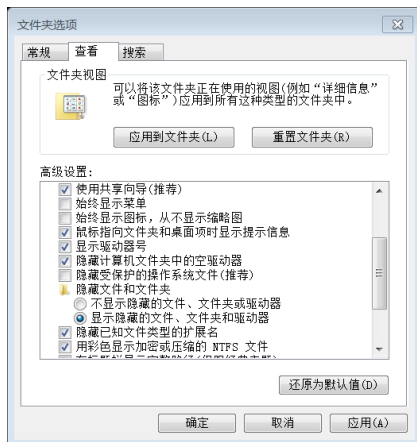 文件夹选项
常规 查看 搜索
文件夹视图
可以将该文件夹正在使用的视图(例如“详细信息”
或“图标”)应用到所有这种类型的文件夹中。
应用到文件夹(L) 重置文件夹(R)
高级设置:
使用共享向导(推荐)
始终显示菜单
始终显示图标，从不显示缩略图
鼠标指向文件夹和桌面项时显示提示信息
显示驱动器号
隐藏计算机文件夹中的空驱动器
隐藏受保护的操作系统文件(推荐)
隐藏文件和文件夹
不显示隐藏的文件、文件夹或驱动器
显示隐藏的文件、文件夹和驱动器
隐藏已知文件类型的扩展名
用彩色显示加密或压缩的 NTFS 文件
还原为默认值(D)
确定 取消 应用(A)